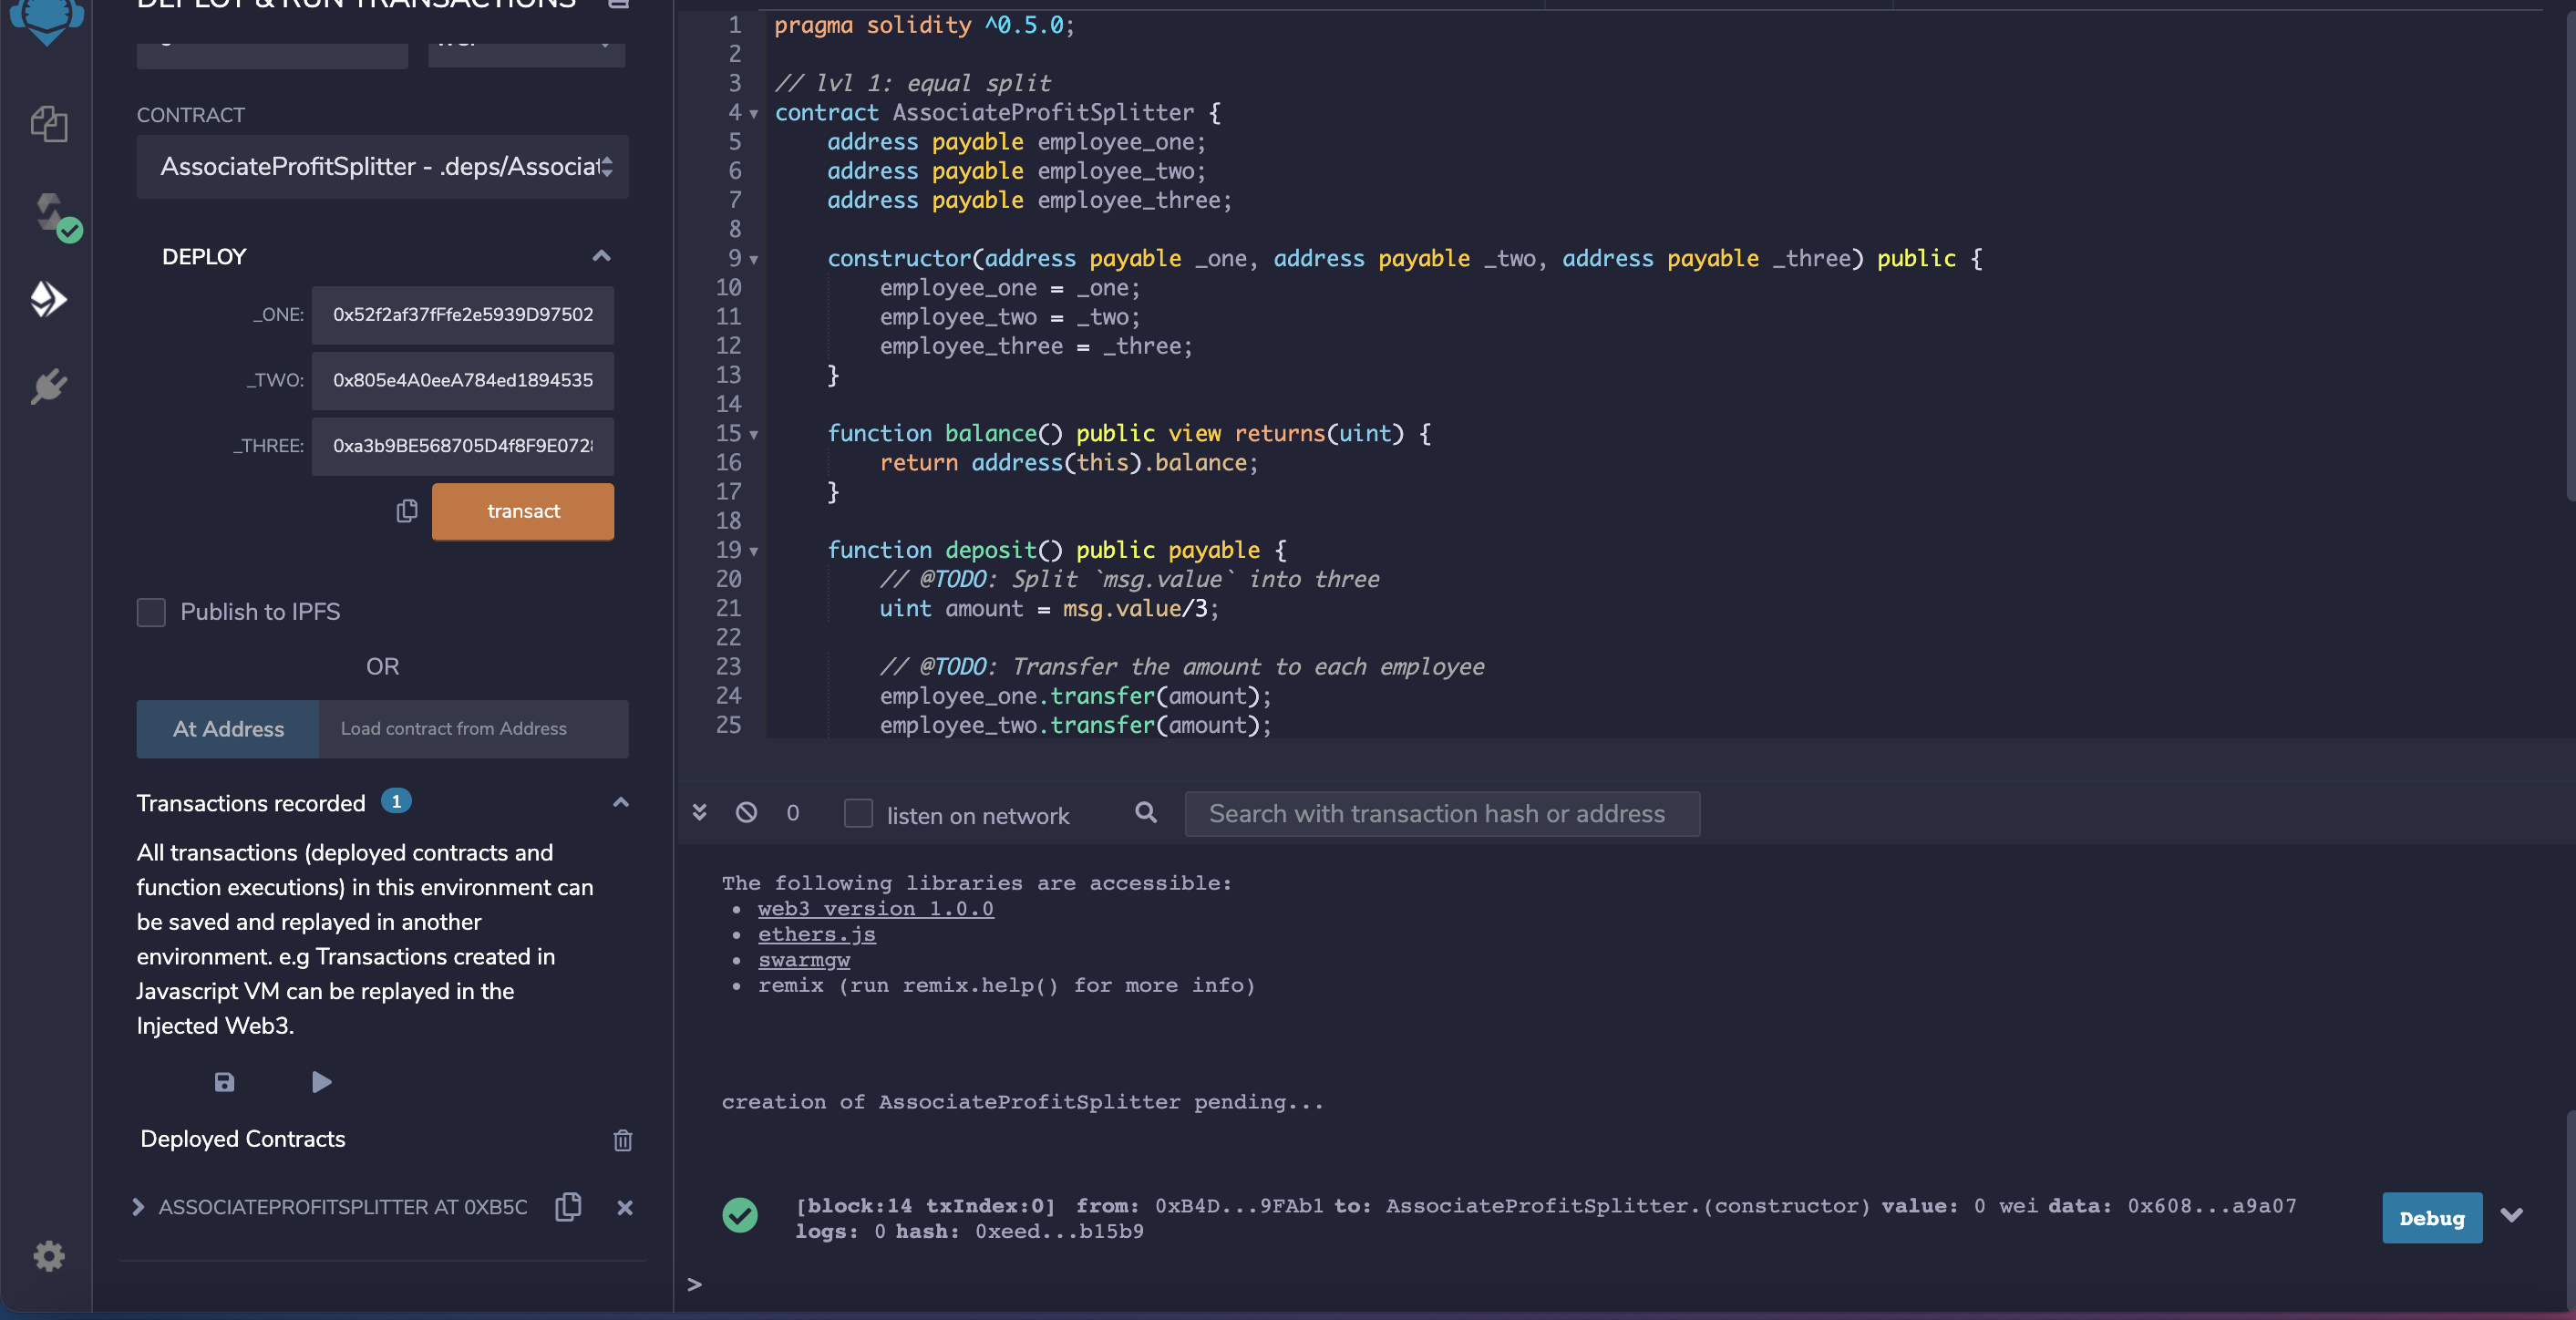 DEPLOY & RUN TRANSACTIONS
CONTRACT
AssociateProfitSplitter - .deps/Associat
DEPLOY
_ONE: 0x52f2af37fFfe2e5939D97502
_TWO: 0x805e4A0eeA784ed1894535
_THREE: 0xa3b9BE568705D4f8F9E072
transact
Publish to IPFS
OR
At Address Load contract from Address
Transactions recorded 1
All transactions (deployed contracts and
function executions) in this environment can
be saved and replayed in another
environment. e.g Transactions created in
Javascript VM can be replayed in the
Injected Web3.
Deployed Contracts
ASSOCIATEPROFITSPLITTER AT 0XB5C
1 pragma solidity ^0.5.0;
2
3 // lvl 1: equal split
4 contract AssociateProfitSplitter {
5 address payable employee_one;
6 address payable employee_two;
7 address payable employee_three;
8
9 constructor(address payable _one, address payable _two, address payable _three) public {
10 employee_one = _one;
11 employee_two = _two;
12 employee_three = _three;
13 }
14
15 function balance() public view returns(uint) {
16 return address(this).balance;
17 }
18
19 function deposit() public payable {
20 // @TODO: Split `msg.value` into three
21 uint amount = msg.value/3;
22
23 // @TODO: Transfer the amount to each employee
24 employee_one.transfer(amount);
25 employee_two.transfer(amount);
0 listen on network Search with transaction hash or address
The following libraries are accessible:
• web3 version 1.0.0
• ethers.js
• swarmgw
• remix (run remix.help() for more info)
creation of AssociateProfitSplitter pending...
[block:14 txIndex:0] from: 0xB4D...9FAb1 to: AssociateProfitSplitter.(constructor) value: 0 wei data: 0x608...a9a07
logs: 0 hash: 0xeed...b15b9
Debug
>